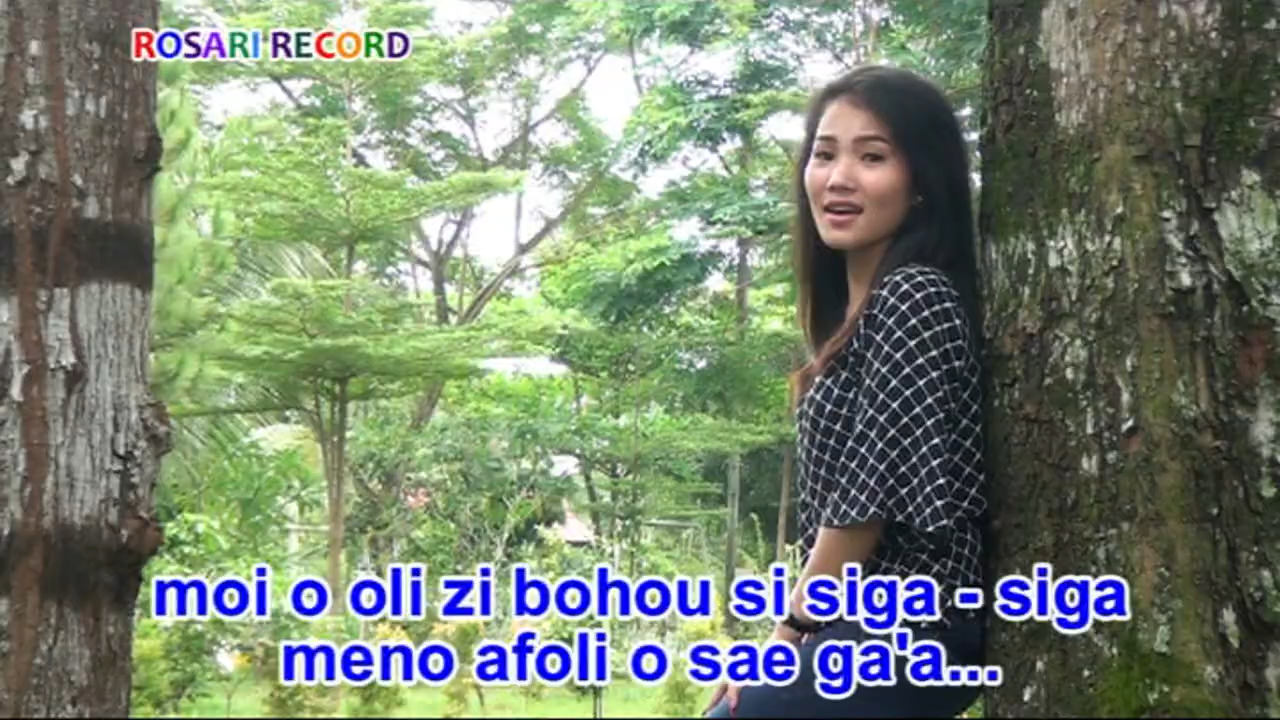 ROSARI RECORD
moi o oli zi bohou si siga - siga
meno afoli o sae ga'a...